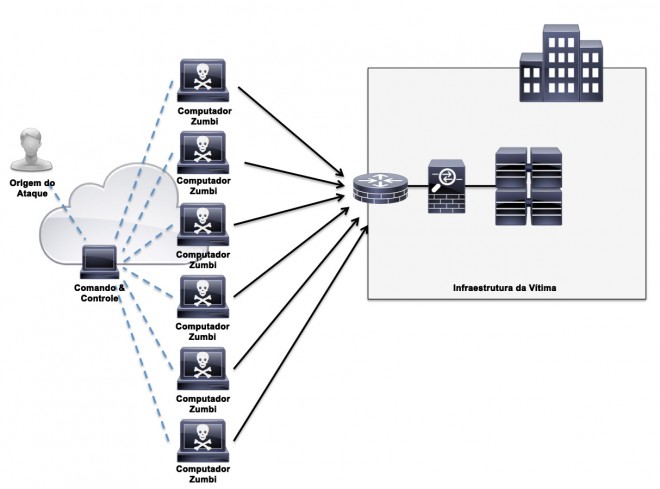 Computador
Zumbi
Computador
Zumbi
Origem do
Ataque
Computador
Zumbi
Comando &
Controle
Infraestrutura da Vítima
Computador
Zumbi
Computador
Zumbi
Computador
Zumbi